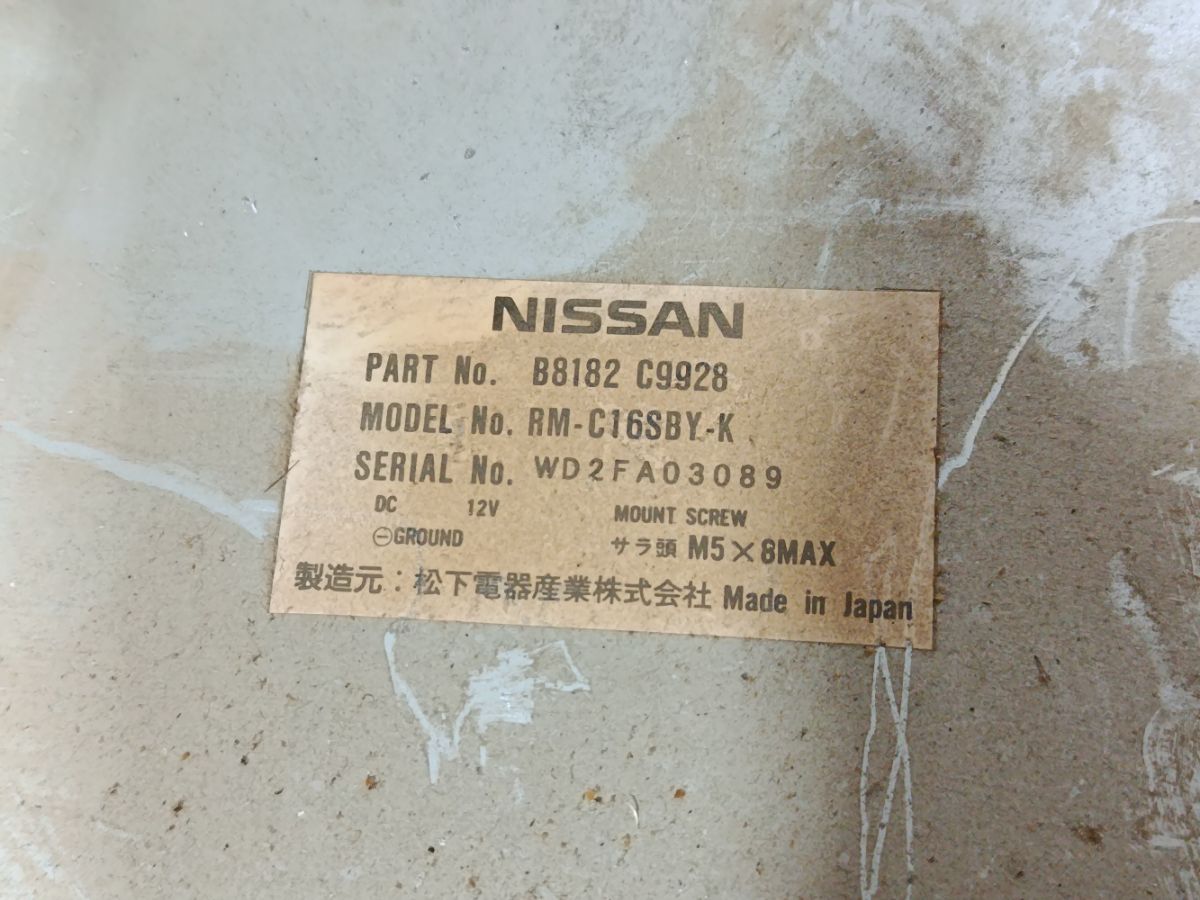 NISSAN
PART No. B8182 C9928
MODEL No. RM-C16SBY-K
SERIAL No. WD2FA03089
DC 12V
⊖GROUND
MOUNT SCREW
サラ頭 M5×8MAX
製造元：松下電器産業株式会社 Made in Japan